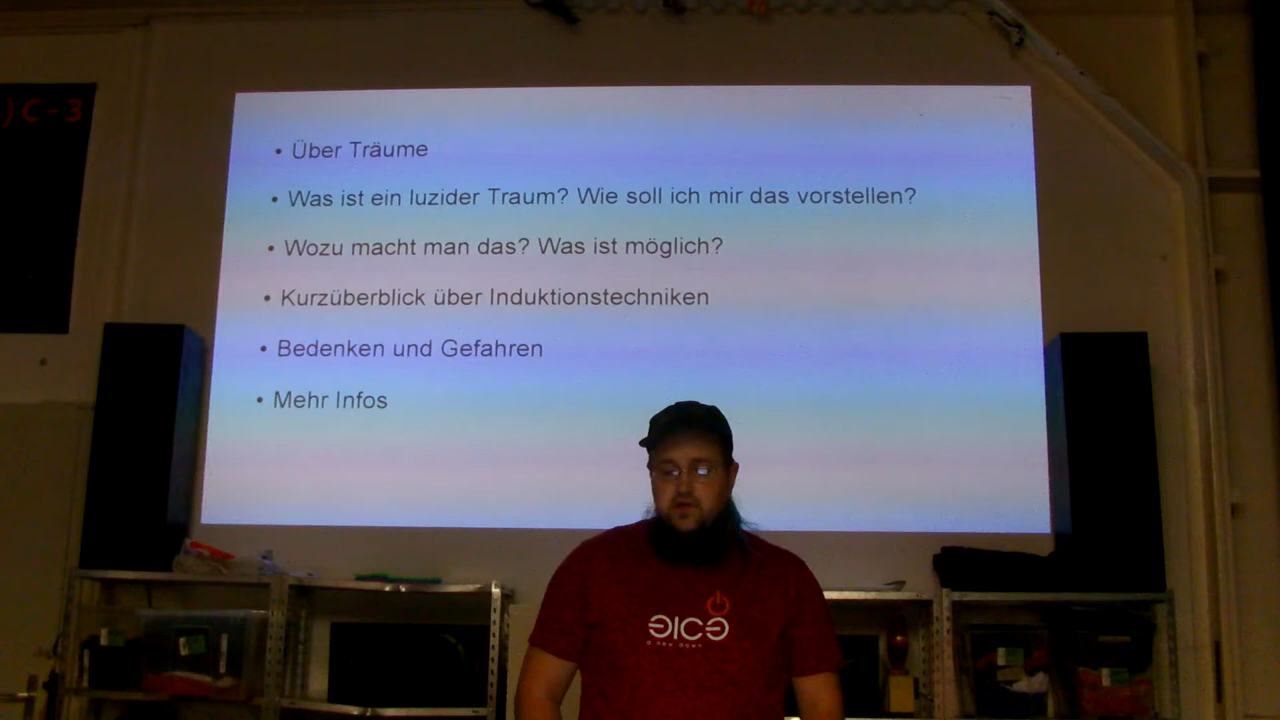 )C-3
• Über Träume
• Was ist ein luzider Traum? Wie soll ich mir das vorstellen?
• Wozu macht man das? Was ist möglich?
• Kurzüberblick über Induktionstechniken
• Bedenken und Gefahren
• Mehr Infos